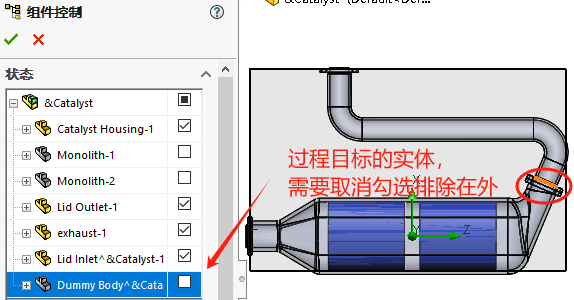 组件控制
&Catalyst (Default<Def...
状态
&Catalyst
Catalyst Housing-1
Monolith-1
Monolith-2
Lid Outlet-1
exhaust-1
Lid Inlet^&Catalyst-1
Dummy Body^&Cata
过程目标的实体，
需要取消勾选排除在外
Y
Z